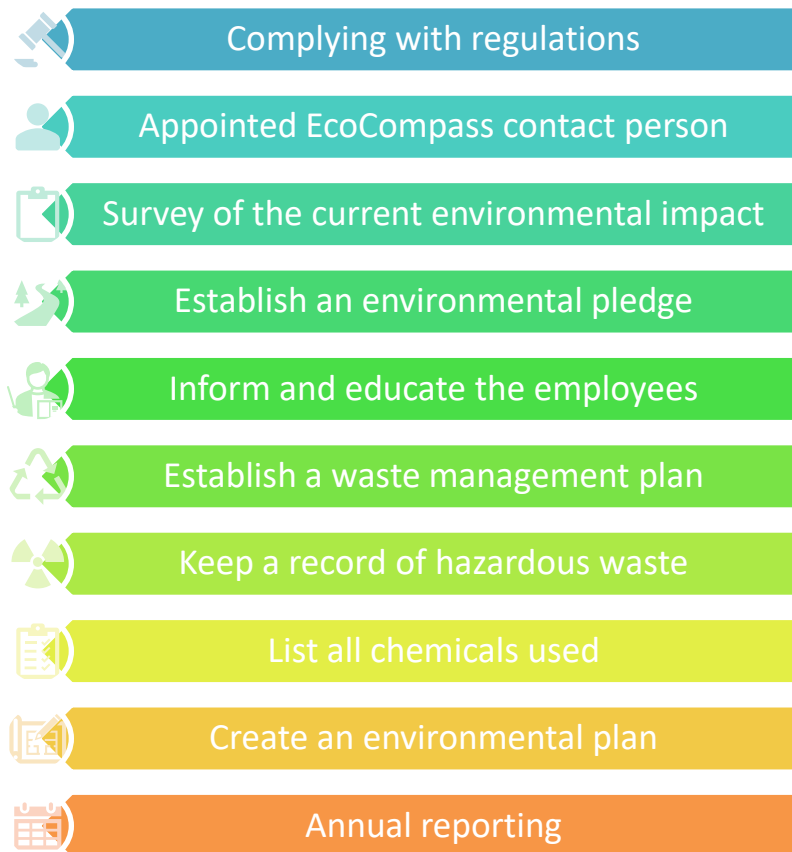 Complying with regulations
Appointed EcoCompass contact person
Survey of the current environmental impact
Establish an environmental pledge
Inform and educate the employees
Establish a waste management plan
Keep a record of hazardous waste
List all chemicals used
Create an environmental plan
Annual reporting